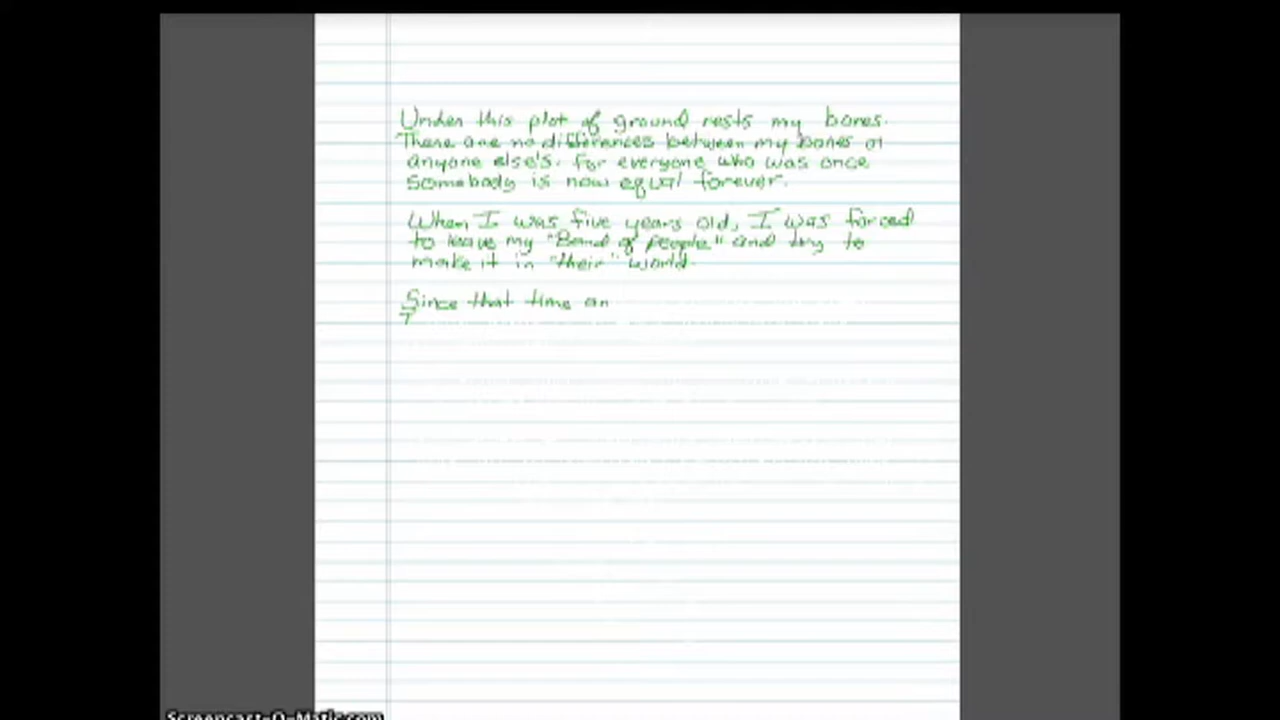 Under this plot of ground rests my bones.
There are no differences between my bones or
anyone else's. For everyone who was once
somebody is now equal forever.
When I was five years old, I was forced
to leave my "Band of people" and try to
make it in "their" world.
Since that time an
T
Screencast-O-Matic.com